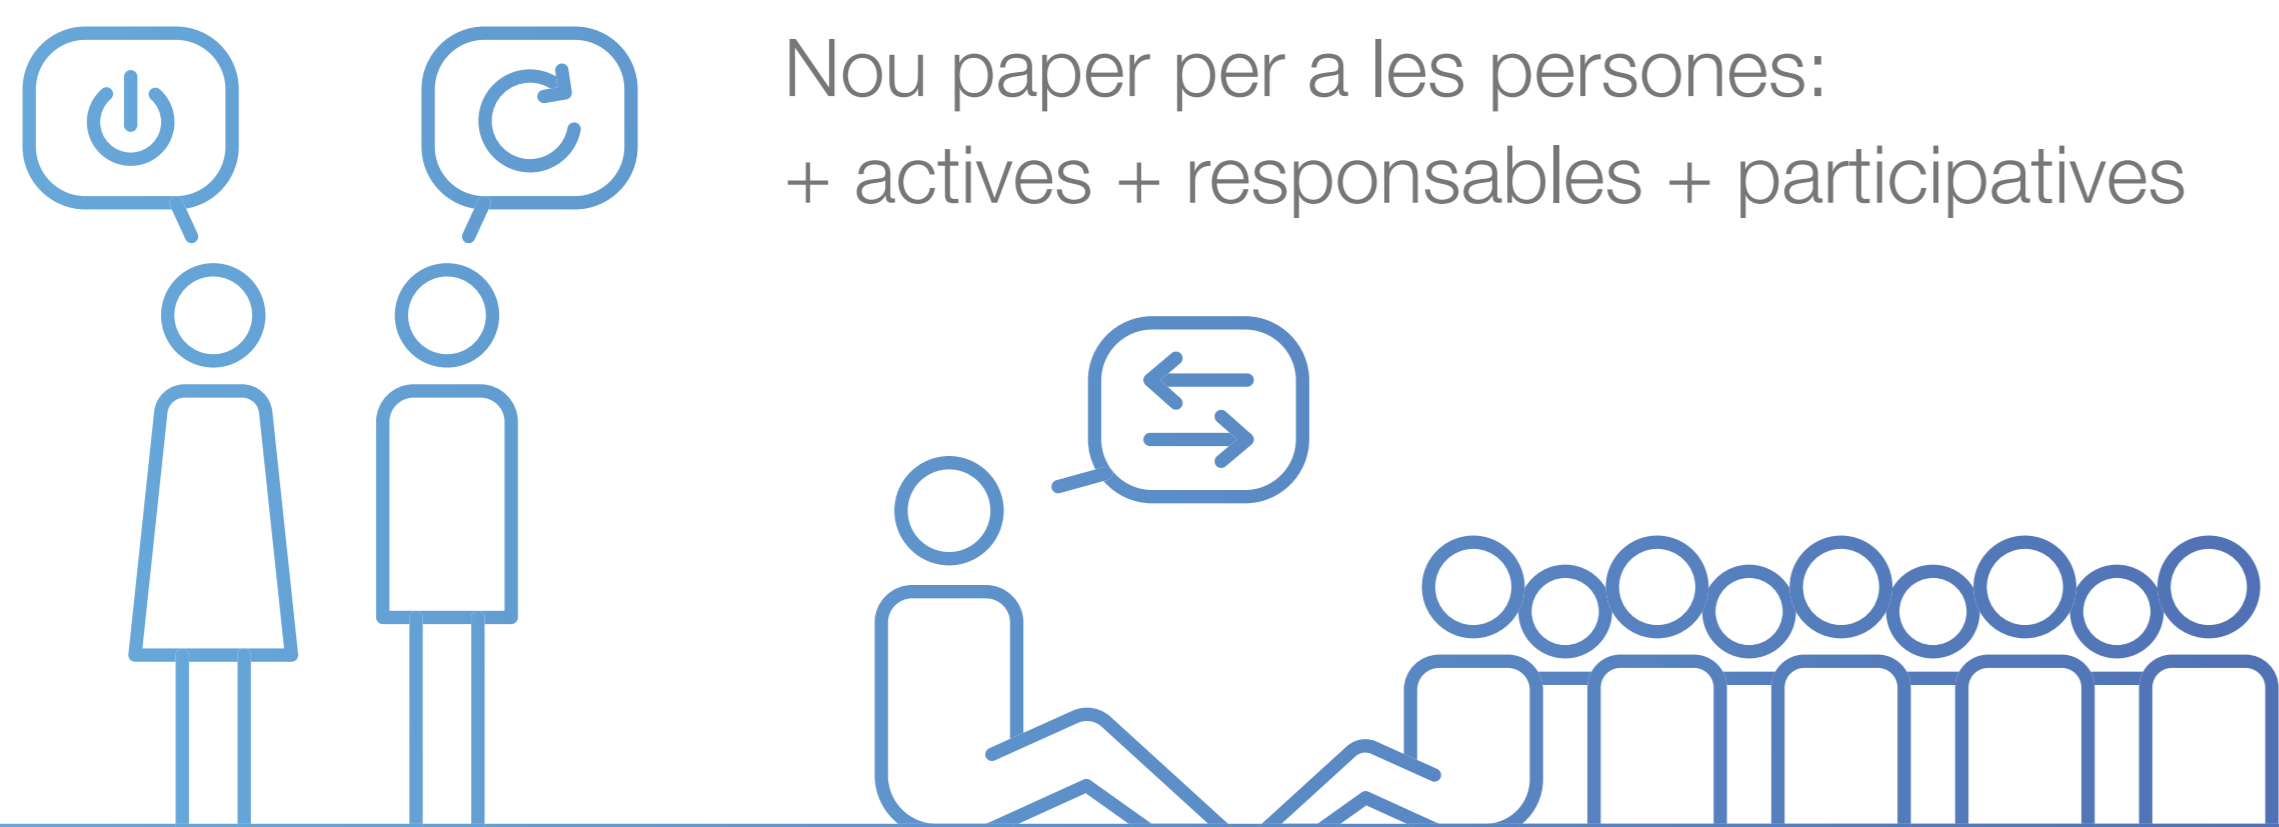 Nou paper per a les persones:
+ actives + responsables + participatives